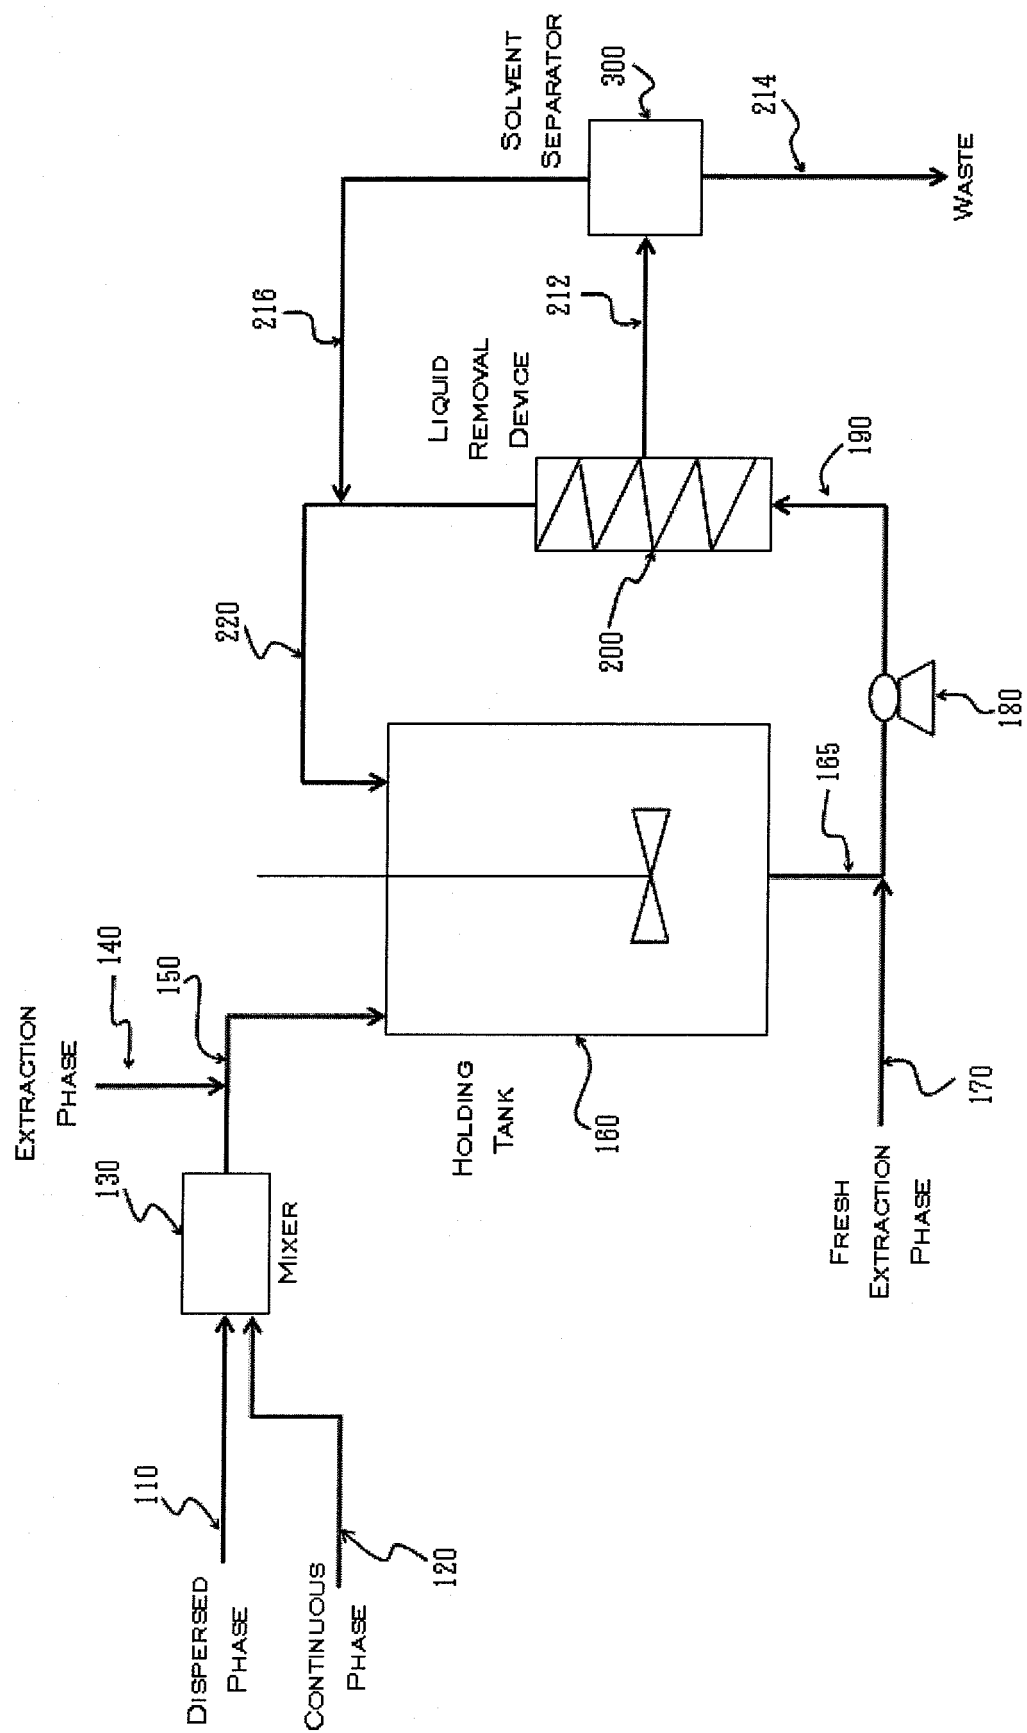 DISPERSED
PHASE
110
CONTINUOUS
PHASE
120
130
MIXER
EXTRACTION
PHASE
140
150
HOLDING
TANK
160
FRESH
EXTRACTION
PHASE
170
165
180
190
220
200
LIQUID
REMOVAL
DEVICE
216
212
SOLVENT
SEPARATOR
300
214
WASTE